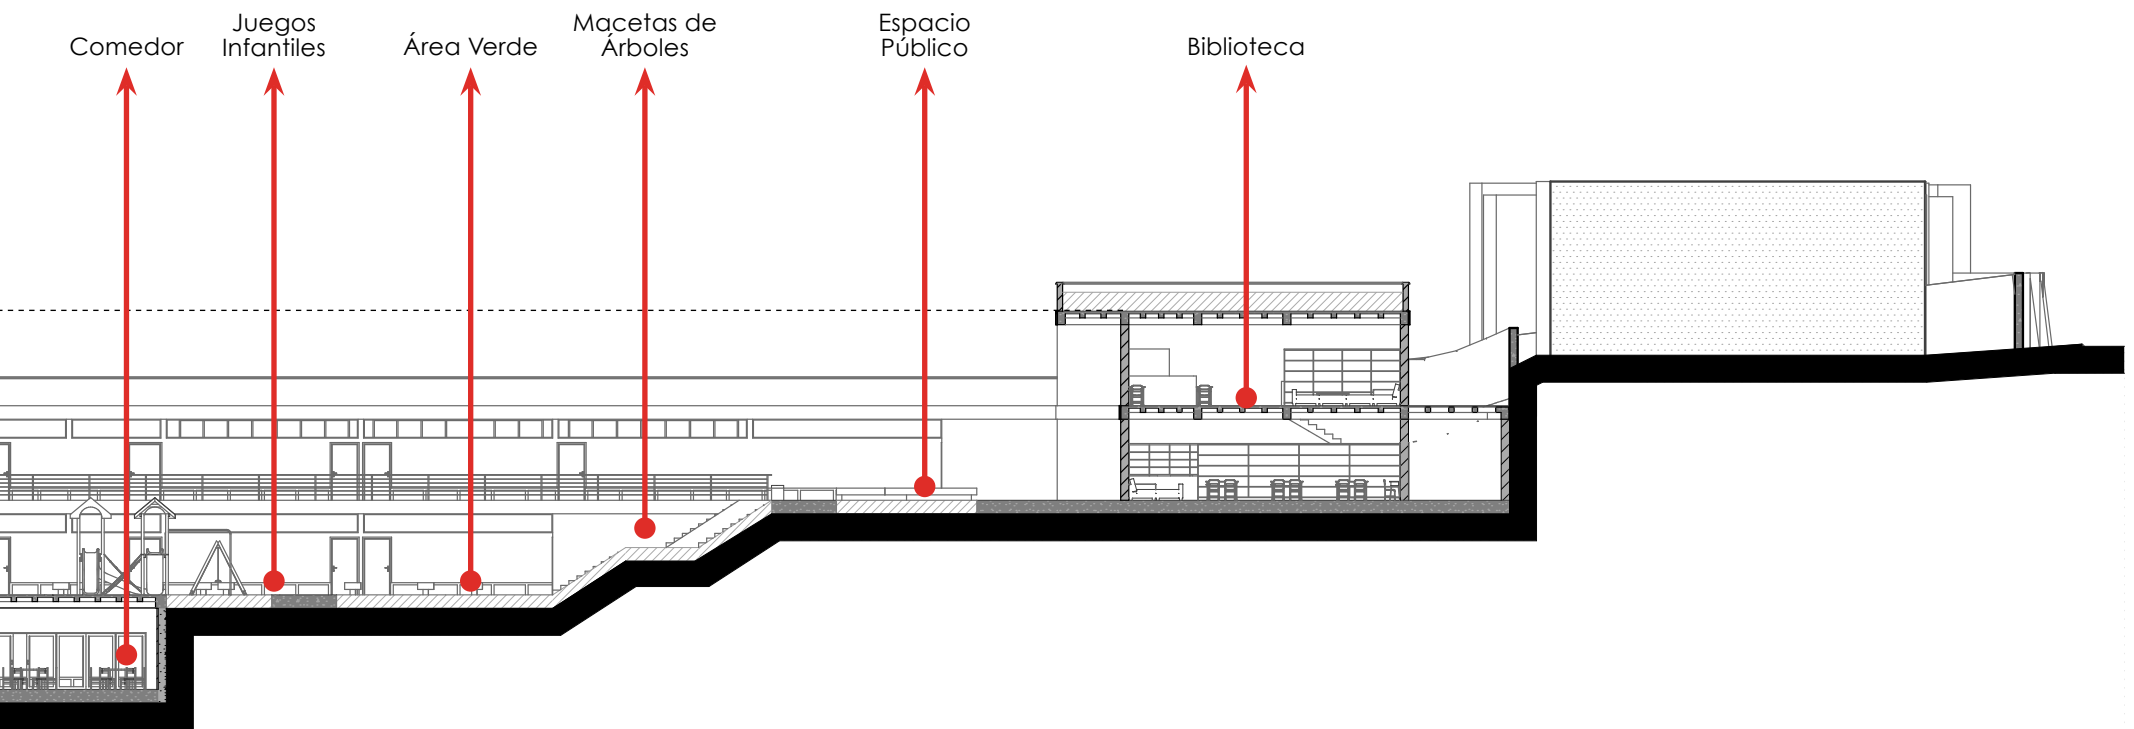 Comedor
Juegos
Infantiles
Área Verde
Macetas de
Árboles
Espacio
Público
Biblioteca